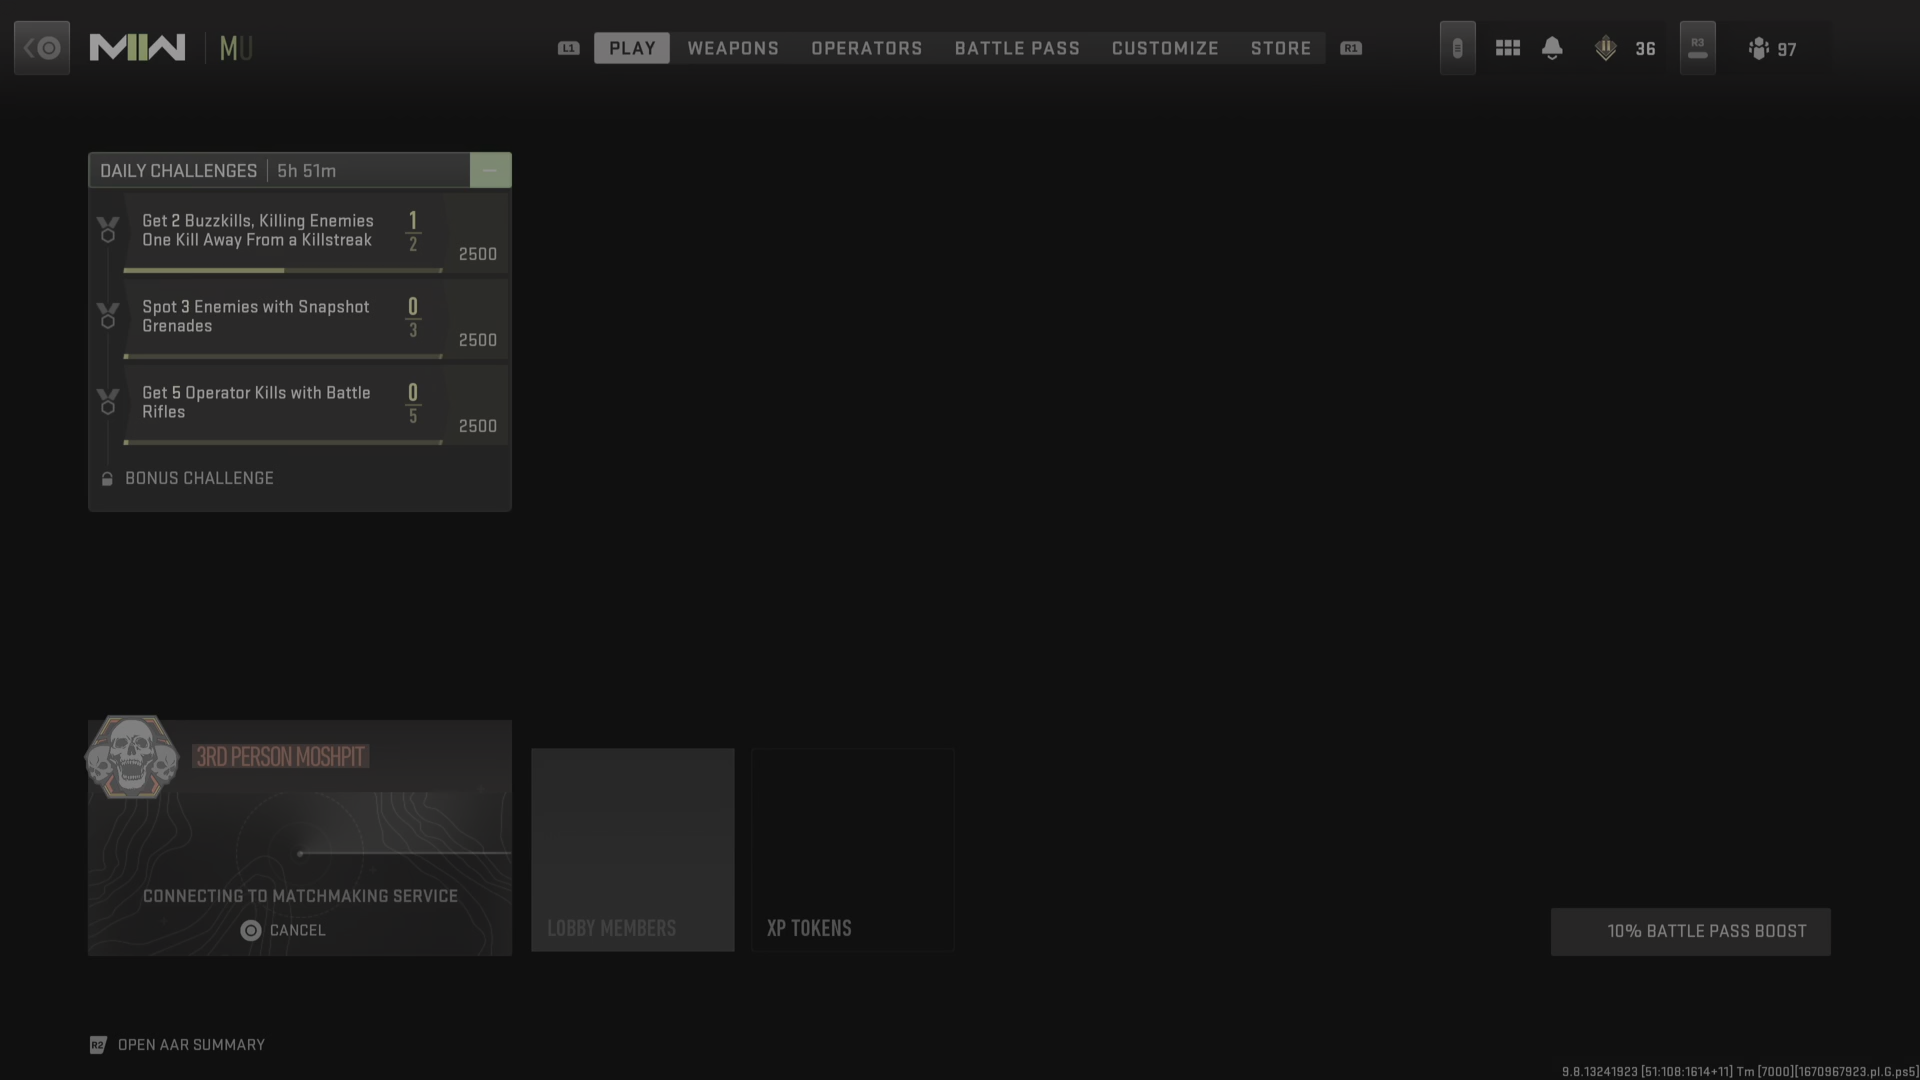 MWII MU
L1 PLAY WEAPONS OPERATORS BATTLE PASS CUSTOMIZE STORE R1
36 R3 97
DAILY CHALLENGES 5h 51m
Get 2 Buzzkills, Killing Enemies
One Kill Away From a Killstreak
1
2
2500
Spot 3 Enemies with Snapshot
Grenades
0
3
2500
Get 5 Operator Kills with Battle
Rifles
0
5
2500
BONUS CHALLENGE
3RD PERSON MOSHPIT
CONNECTING TO MATCHMAKING SERVICE
CANCEL
LOBBY MEMBERS
XP TOKENS
10% BATTLE PASS BOOST
R2 OPEN AAR SUMMARY
9.8.13241923 [51:108:1614+11] Tm [7000][1670967923.pl.G.ps5]